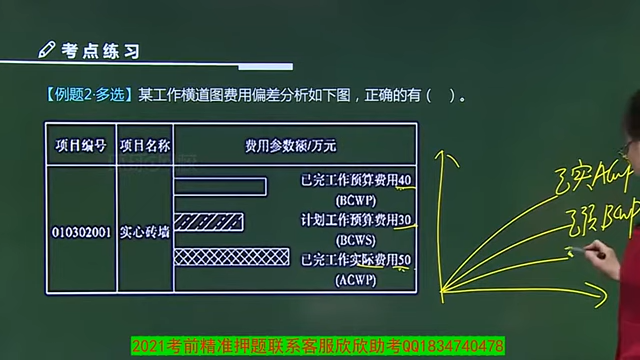 考点练习
【例题2·多选】某工作横道图费用偏差分析如下图，正确的有（ ）。
项目编号 项目名称 费用参数额/万元
已完工作预算费用40
(BCWP)
010302001 实心砖墙 计划工作预算费用30
(BCWS)
已完工作实际费用50
(ACWP)
已实ACWP
已预BCWP
2021考前精准押题联系客服欣欣助考QQ1834740478